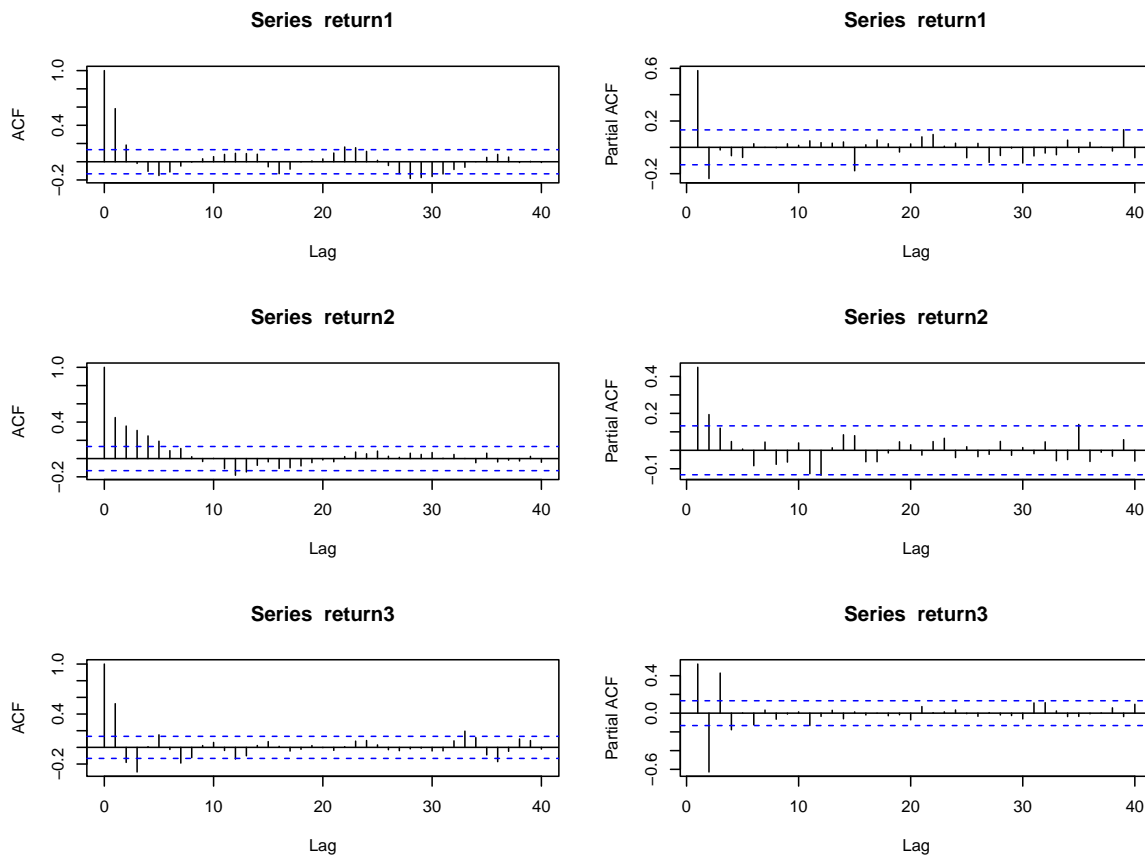 Series return1
ACF
1.0
0.4
−0.2
0 10 20 30 40
Lag
Series return1
Partial ACF
0.6
0.2
−0.2
0 10 20 30 40
Lag
Series return2
ACF
1.0
0.4
−0.2
0 10 20 30 40
Lag
Series return2
Partial ACF
0.4
0.2
−0.1
0 10 20 30 40
Lag
Series return3
ACF
1.0
0.4
−0.2
0 10 20 30 40
Lag
Series return3
Partial ACF
0.4
0.0
−0.6
0 10 20 30 40
Lag